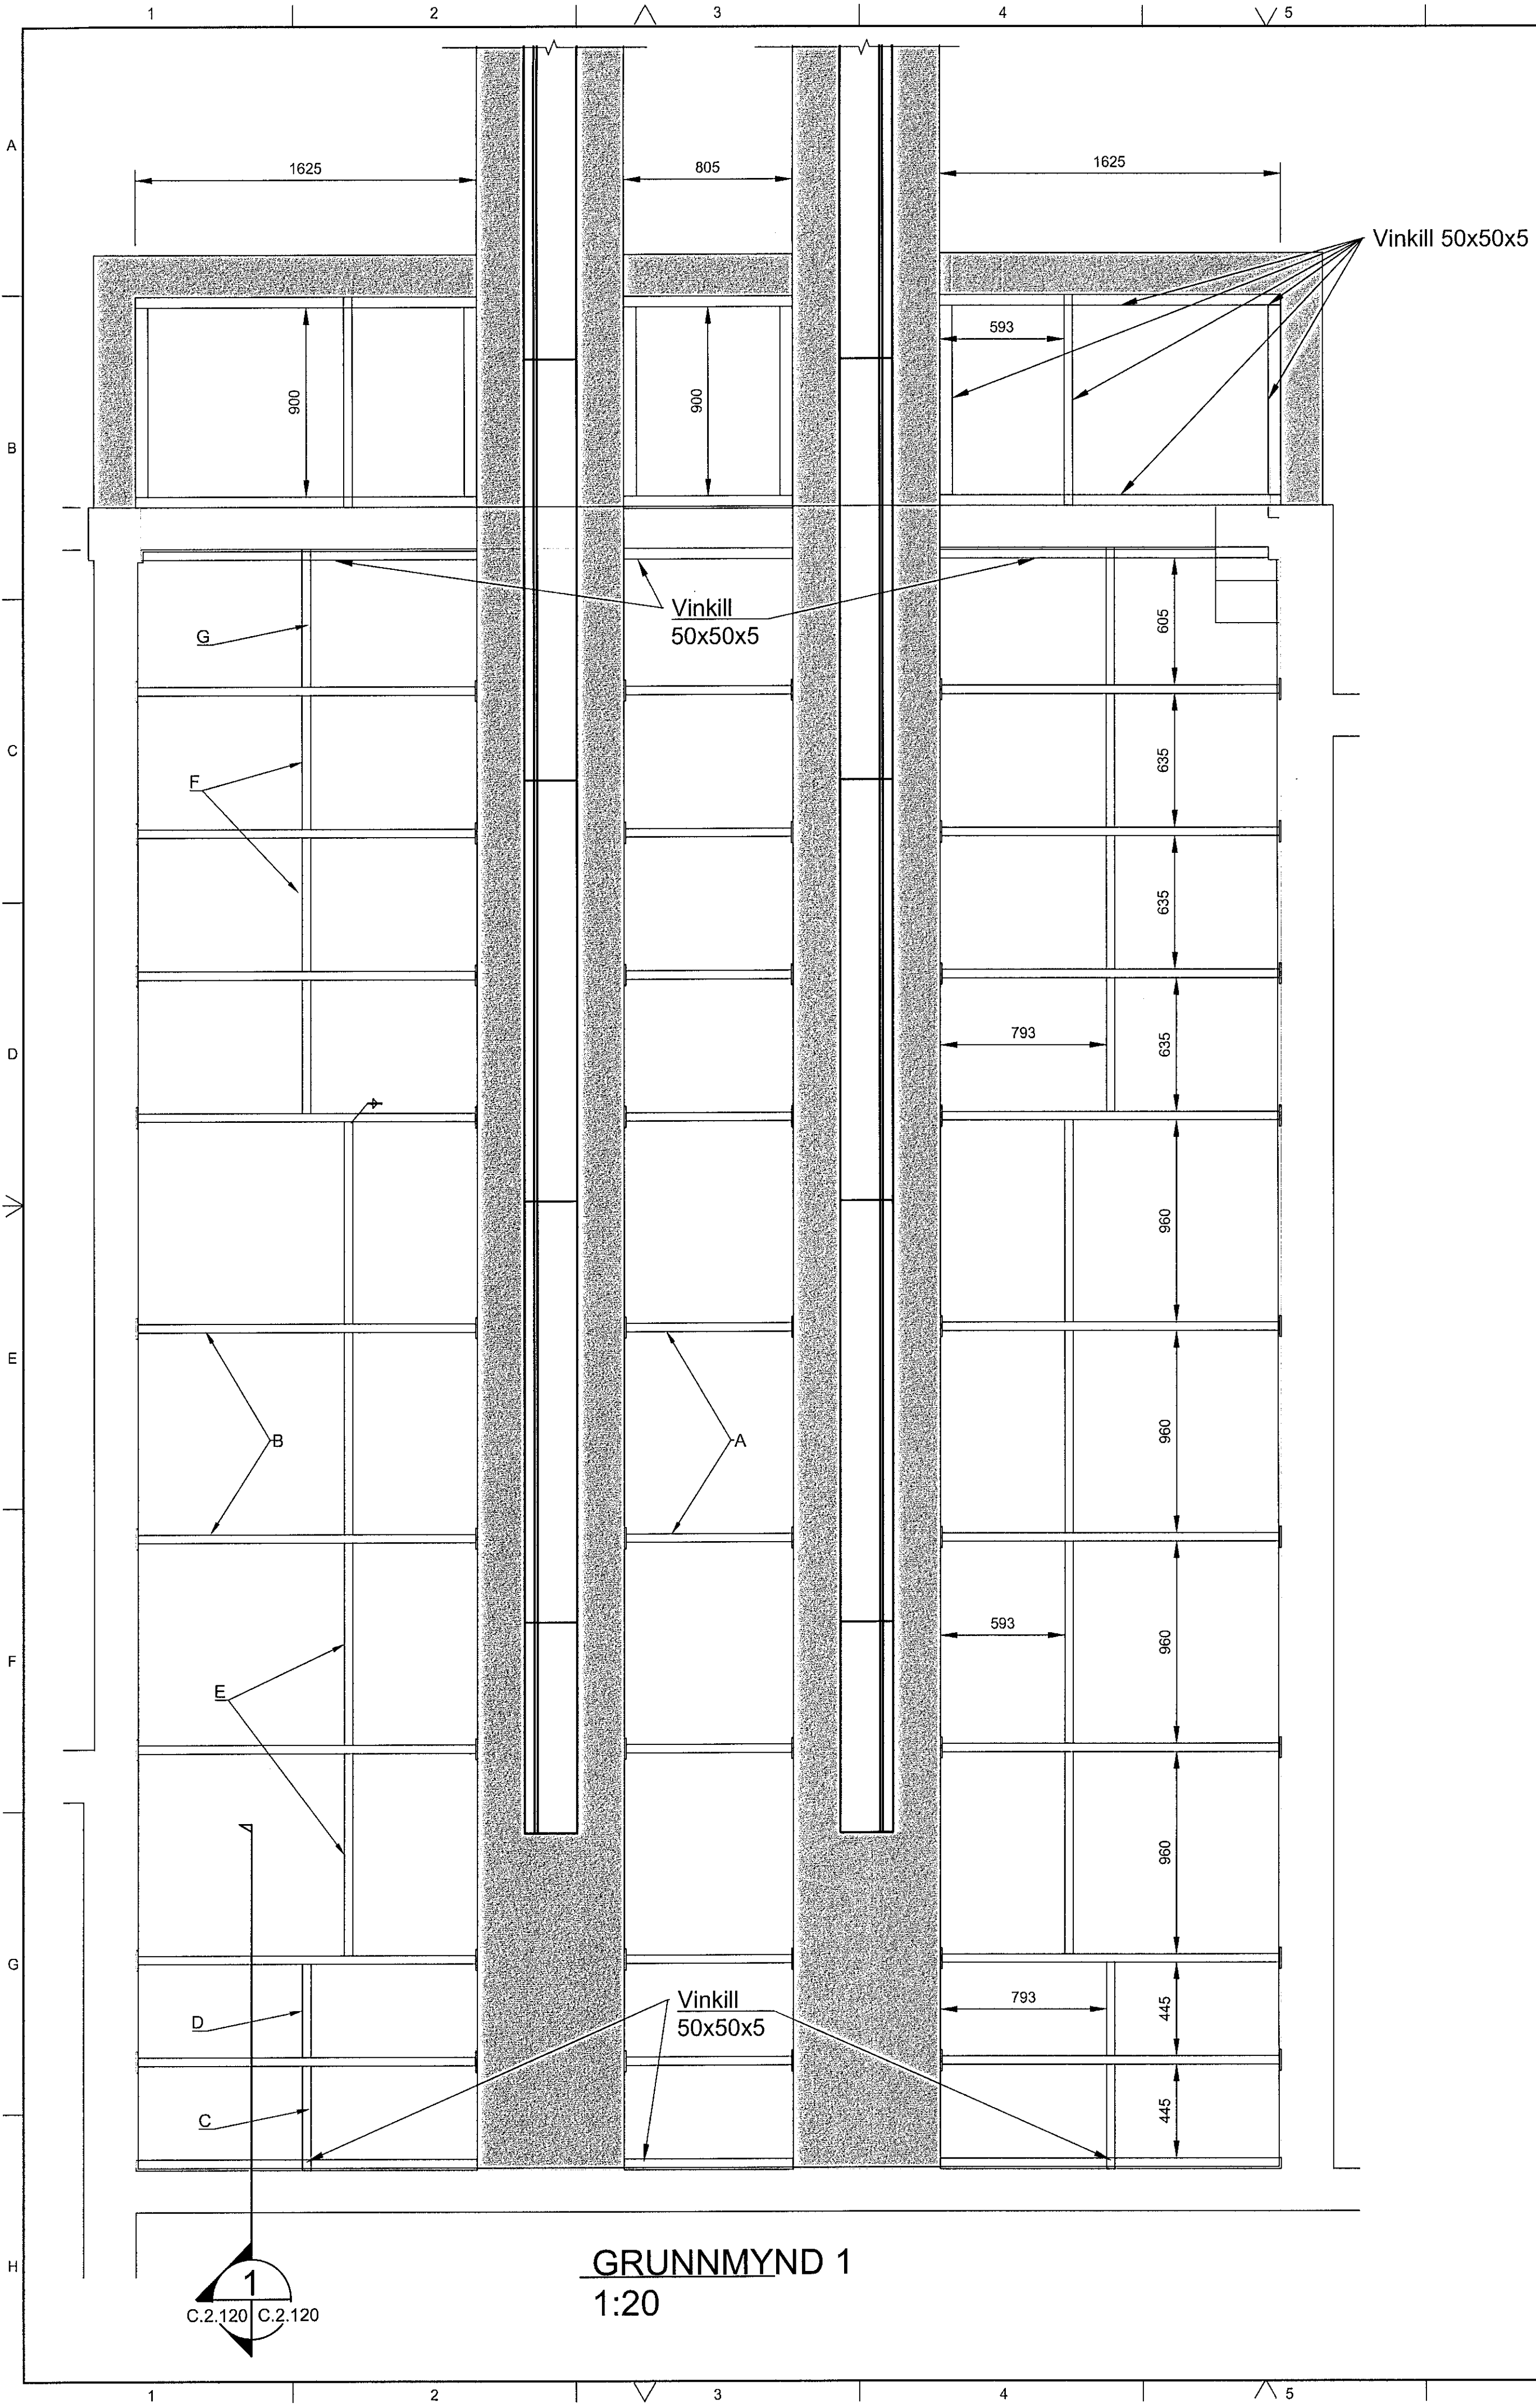 1 2 3 4 5
A
1625 805 1625
Vinkill 50x50x5
593
900 900
B
Vinkill
50x50x5
605
G
C
635
F
635
D
793 635
960
E
B A
960
593 960
F
E
960
G
D
Vinkill
50x50x5
793 445
C
445
H
GRUNNMYND 1
1:20
1
C.2.120 C.2.120
1 2 3 4 5